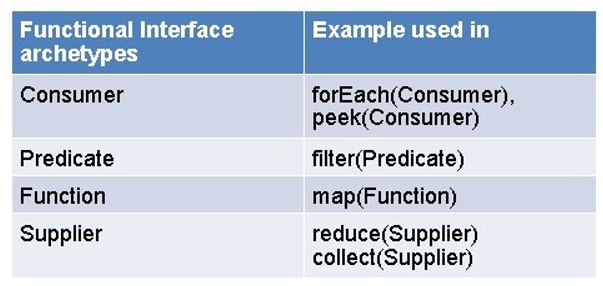 Functional Interface archetypes
Example used in
Consumer
forEach(Consumer),
peek(Consumer)
Predicate
filter(Predicate)
Function
map(Function)
Supplier
reduce(Supplier)
collect(Supplier)